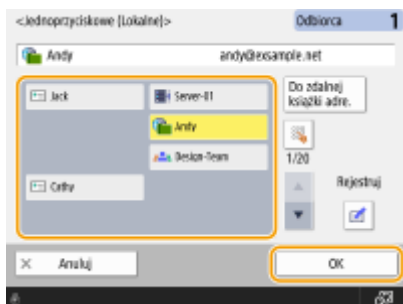 <Jednoprzyciskowe (Lokalne)>
Odbiorca 1
Andy andy@exsample.net
Jack
Server-01
Andy
Design-Team
Cathy
Do zdalnej
książki adre.
1/20
Rejestruj
× Anuluj
OK